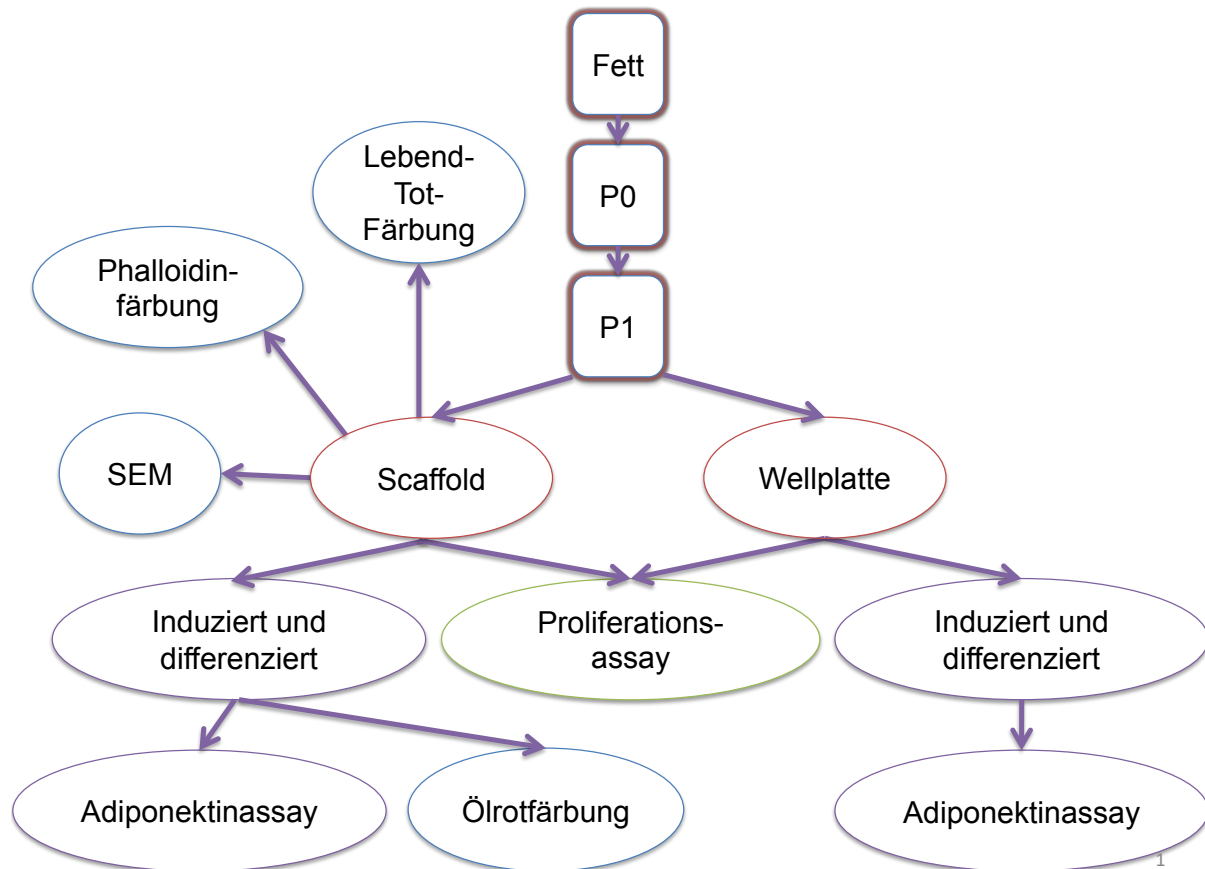 Fett
Lebend-
Tot-
Färbung
P0
Phalloidin-
färbung
P1
SEM
Scaffold
Wellplatte
Induziert und
differenziert
Proliferations-
assay
Induziert und
differenziert
Adiponektinassay
Ölrotfärbung
Adiponektinassay
1